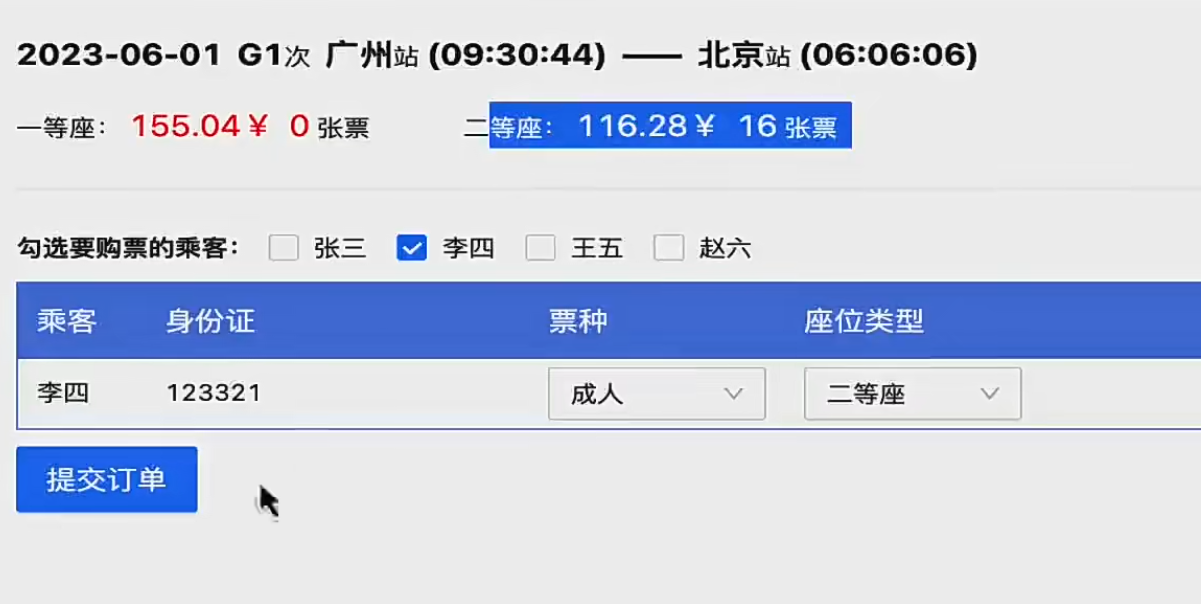 2023-06-01 G1次 广州站 (09:30:44) —— 北京站 (06:06:06)
一等座： 155.04￥ 0 张票 二等座： 116.28￥ 16 张票
勾选要购票的乘客： 张三 李四 王五 赵六
乘客 身份证 票种 座位类型
李四 123321 成人 二等座
提交订单